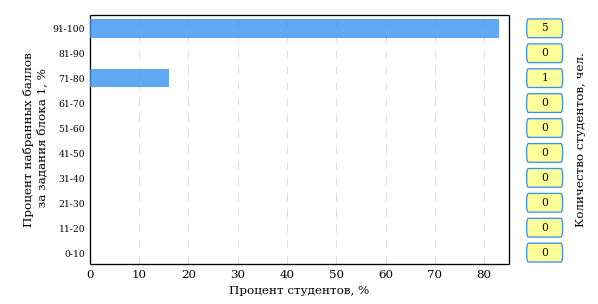 Процент набранных баллов
за задания блока 1, %
91-100 5
81-90 0
71-80 1
61-70 0
51-60 0
41-50 0
31-40 0
21-30 0
11-20 0
0-10 0
0 10 20 30 40 50 60 70 80
Процент студентов, %
Количество студентов, чел.